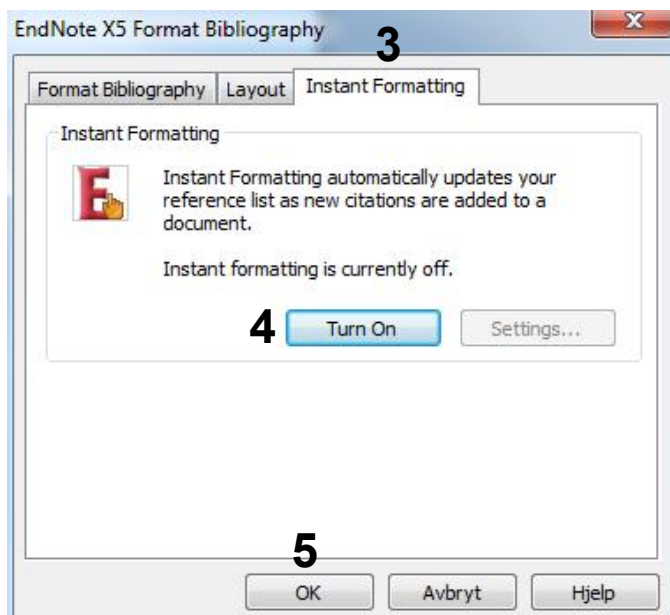 EndNote X5 Format Bibliography
3
Format Bibliography Layout Instant Formatting
Instant Formatting
Instant Formatting automatically updates your
reference list as new citations are added to a
document.
Instant formatting is currently off.
4 Turn On Settings...
5
OK Avbryt Hjelp